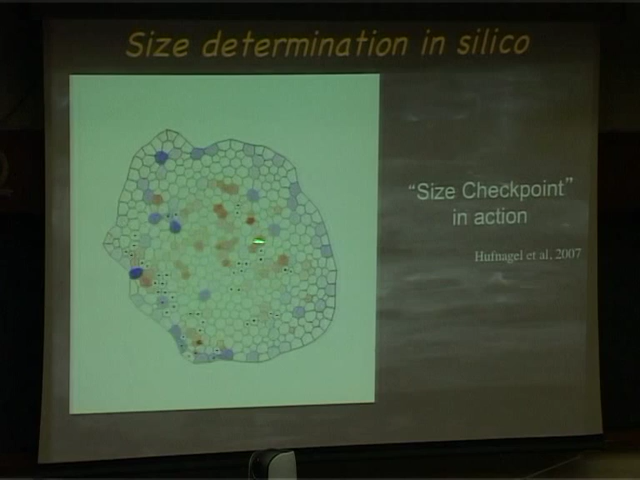 Size determination in silico
“Size Checkpoint”
in action
Hufnagel et al, 2007